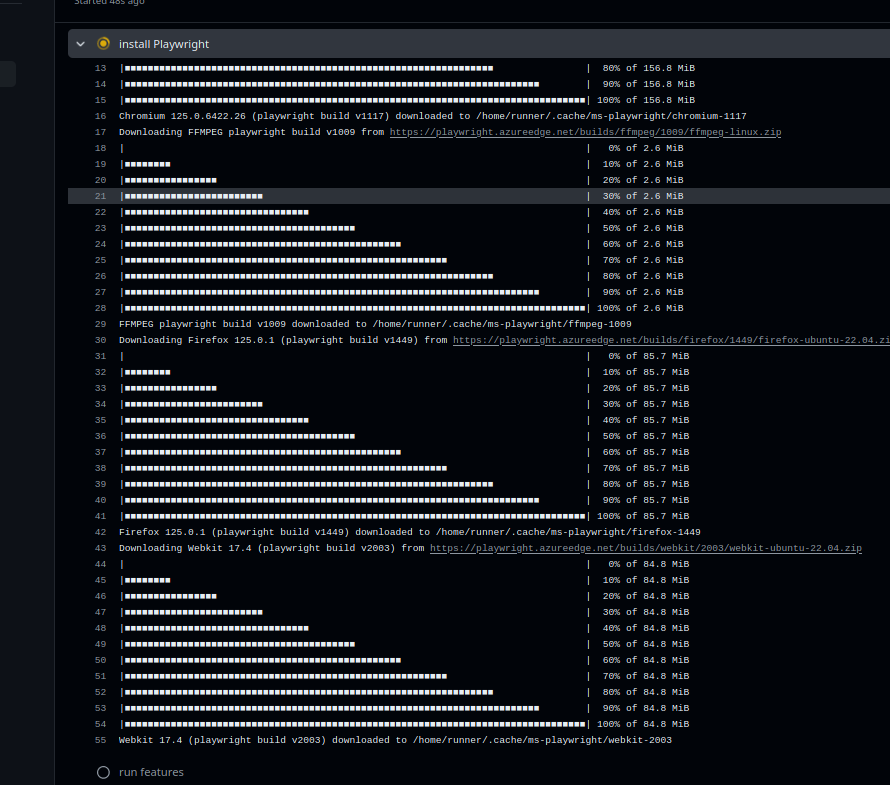 Started 48s ago
install Playwright
13 | | 80% of 156.8 MiB
14 | | 90% of 156.8 MiB
15 | | 100% of 156.8 MiB
16 Chromium 125.0.6422.26 (playwright build v1117) downloaded to /home/runner/.cache/ms-playwright/chromium-1117
17 Downloading FFMPEG playwright build v1009 from https://playwright.azureedge.net/builds/ffmpeg/1009/ffmpeg-linux.zip
18 | | 0% of 2.6 MiB
19 | | 10% of 2.6 MiB
20 | | 20% of 2.6 MiB
21 | | 30% of 2.6 MiB
22 | | 40% of 2.6 MiB
23 | | 50% of 2.6 MiB
24 | | 60% of 2.6 MiB
25 | | 70% of 2.6 MiB
26 | | 80% of 2.6 MiB
27 | | 90% of 2.6 MiB
28 | | 100% of 2.6 MiB
29 FFMPEG playwright build v1009 downloaded to /home/runner/.cache/ms-playwright/ffmpeg-1009
30 Downloading Firefox 125.0.1 (playwright build v1449) from https://playwright.azureedge.net/builds/firefox/1449/firefox-ubuntu-22.04.zi
31 | | 0% of 85.7 MiB
32 | | 10% of 85.7 MiB
33 | | 20% of 85.7 MiB
34 | | 30% of 85.7 MiB
35 | | 40% of 85.7 MiB
36 | | 50% of 85.7 MiB
37 | | 60% of 85.7 MiB
38 | | 70% of 85.7 MiB
39 | | 80% of 85.7 MiB
40 | | 90% of 85.7 MiB
41 | | 100% of 85.7 MiB
42 Firefox 125.0.1 (playwright build v1449) downloaded to /home/runner/.cache/ms-playwright/firefox-1449
43 Downloading Webkit 17.4 (playwright build v2003) from https://playwright.azureedge.net/builds/webkit/2003/webkit-ubuntu-22.04.zip
44 | | 0% of 84.8 MiB
45 | | 10% of 84.8 MiB
46 | | 20% of 84.8 MiB
47 | | 30% of 84.8 MiB
48 | | 40% of 84.8 MiB
49 | | 50% of 84.8 MiB
50 | | 60% of 84.8 MiB
51 | | 70% of 84.8 MiB
52 | | 80% of 84.8 MiB
53 | | 90% of 84.8 MiB
54 | | 100% of 84.8 MiB
55 Webkit 17.4 (playwright build v2003) downloaded to /home/runner/.cache/ms-playwright/webkit-2003
run features